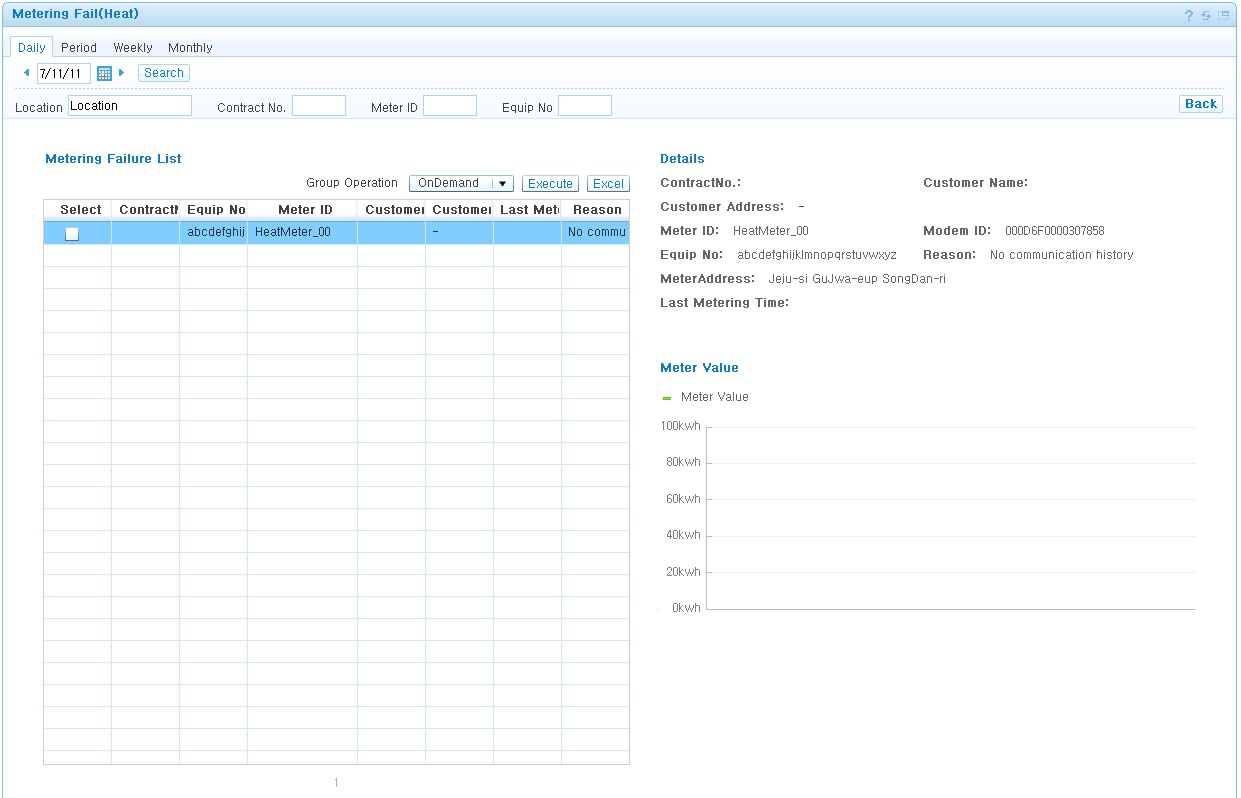 Metering Fail(Heat)
?
Daily Period Weekly Monthly
7/11/11 Search
Location Location Contract No. Meter ID Equip No Back
Metering Failure List
Group Operation OnDemand Execute Excel
Select ContractN Equip No Meter ID Customer Customer Last Mete Reason
abcdefghij HeatMeter_00 - No commu
1
Details
ContractNo.: Customer Name:
Customer Address: -
Meter ID: HeatMeter_00 Modem ID: 000D6F0000307858
Equip No: abcdefghijklmnopqrstuvwxyz Reason: No communication history
MeterAddress: Jeju-si GuJwa-eup SongDan-ri
Last Metering Time:
Meter Value
Meter Value
100kwh
80kwh
60kwh
40kwh
20kwh
0kwh